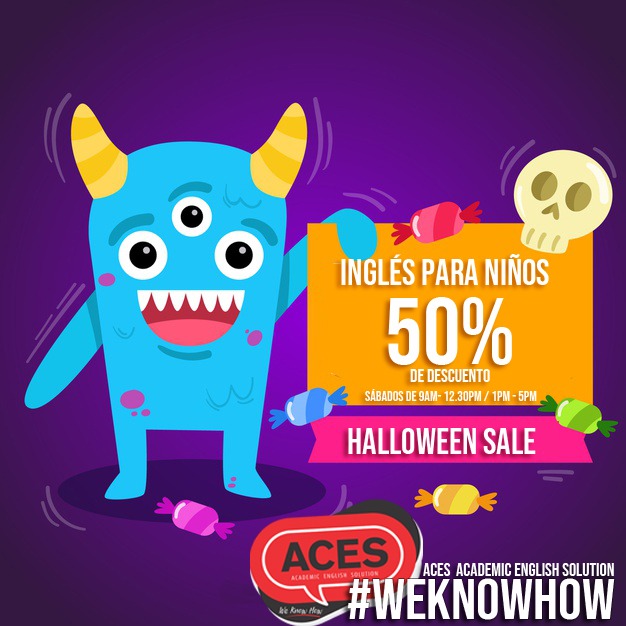 INGLÉS PARA NIÑOS
50%
DE DESCUENTO
SÁBADOS DE 9AM- 12.30PM / 1PM - 5PM
HALLOWEEN SALE
ACES
ACADEMIC ENGLISH SOLUTION
We Know How
ACES ACADEMIC ENGLISH SOLUTION
#WEKNOWHOW